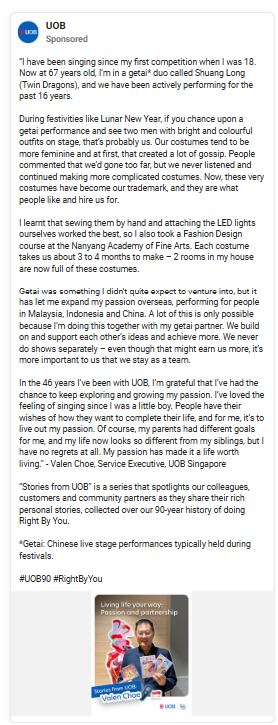 UOB
UOB
Sponsored
“I have been singing since my first competition when I was 18.
Now at 67 years old, I’m in a getai* duo called Shuang Long
(Twin Dragons), and we have been actively performing for the
past 16 years.
During festivities like Lunar New Year, if you chance upon a
getai performance and see two men with bright and colourful
outfits on stage, that’s probably us. Our costumes tend to be
more feminine and at first, that created a lot of gossip. People
commented that we’d gone too far, but we never listened and
continued making more complicated costumes. Now, these very
costumes have become our trademark, and they are what
people like and hire us for.
I learnt that sewing them by hand and attaching the LED lights
ourselves worked the best, so I also took a Fashion Design
course at the Nanyang Academy of Fine Arts. Each costume
takes us about 3 to 4 months to make – 2 rooms in my house
are now full of these costumes.
Getai was something I didn’t quite expect to venture into, but it
has let me expand my passion overseas, performing for people
in Malaysia, Indonesia and China. A lot of this is only possible
because I’m doing this together with my getai partner. We build
on and support each other’s ideas and achieve more. We never
do shows separately – even though that might earn us more, it’s
more important to us that we stay as a team.
In the 46 years I’ve been with UOB, I’m grateful that I’ve had the
chance to keep exploring and growing my passion. I’ve loved the
feeling of singing since I was a little boy. People have their
wishes of how they want to complete their life, and for me, it’s to
live out my passion. Of course, my parents had different goals
for me, and my life now looks so different from my siblings, but I
have no regrets at all. My passion has made it a life worth
living.” - Valen Choe, Service Executive, UOB Singapore
“Stories from UOB” is a series that spotlights our colleagues,
customers and community partners as they share their rich
personal stories, collected over our 90-year history of doing
Right By You.
*Getai: Chinese live stage performances typically held during
festivals.
#UOB90 #RightByYou
Living life your way:
Passion and partnership
Stories from UOB
Valen Choe
UOB